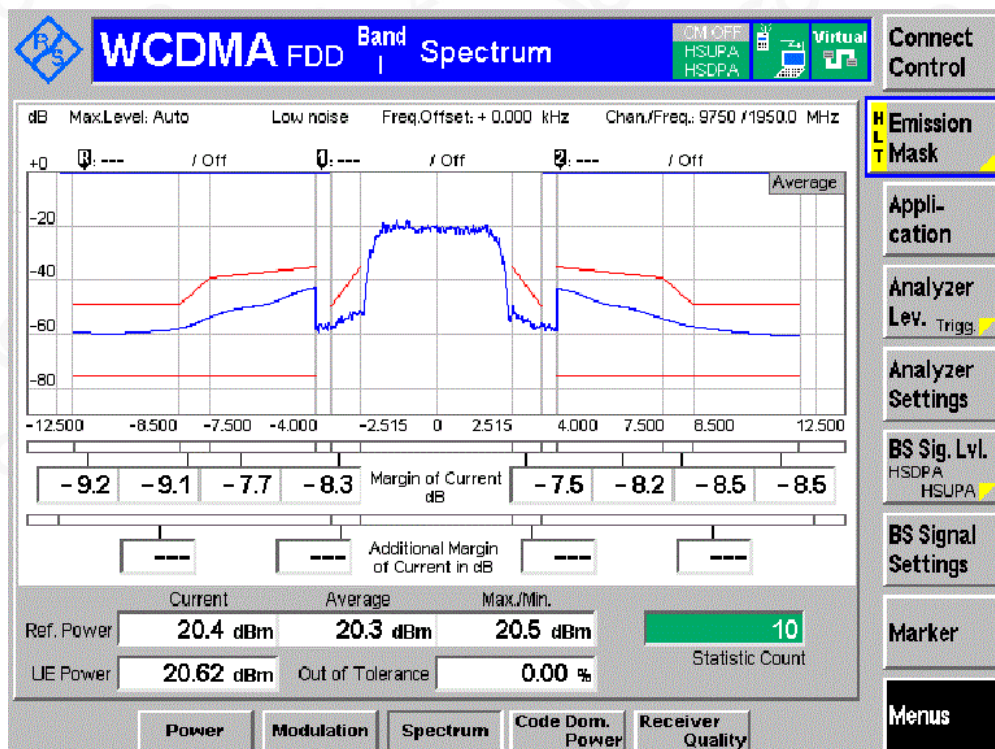 R S
WCDMA FDD Band I Spectrum
CM OFF
HSUPA
HSDPA
Virtual
Connect Control
dB Max.Level: Auto Low noise Freq.Offset: + 0.000 kHz Chan./Freq.: 9750 / 1950.0 MHz
R: --- / Off 1: --- / Off 2: --- / Off
Average
+0
-20
-40
-60
-80
-12.500 -8.500 -7.500 -4.000 -2.515 0 2.515 4.000 7.500 8.500 12.500
-9.2 -9.1 -7.7 -8.3 Margin of Current dB -7.5 -8.2 -8.5 -8.5
--- --- Additional Margin of Current in dB --- ---
Current Average Max./Min.
Ref. Power 20.4 dBm 20.3 dBm 20.5 dBm 10
Statistic Count
UE Power 20.62 dBm Out of Tolerance 0.00 %
HLT
Emission Mask
Appli-
cation
Analyzer
Lev. Trigg.
Analyzer
Settings
BS Sig. Lvl.
HSDPA
HSUPA
BS Signal
Settings
Marker
Menus
Power Modulation Spectrum Code Dom. Power Receiver Quality